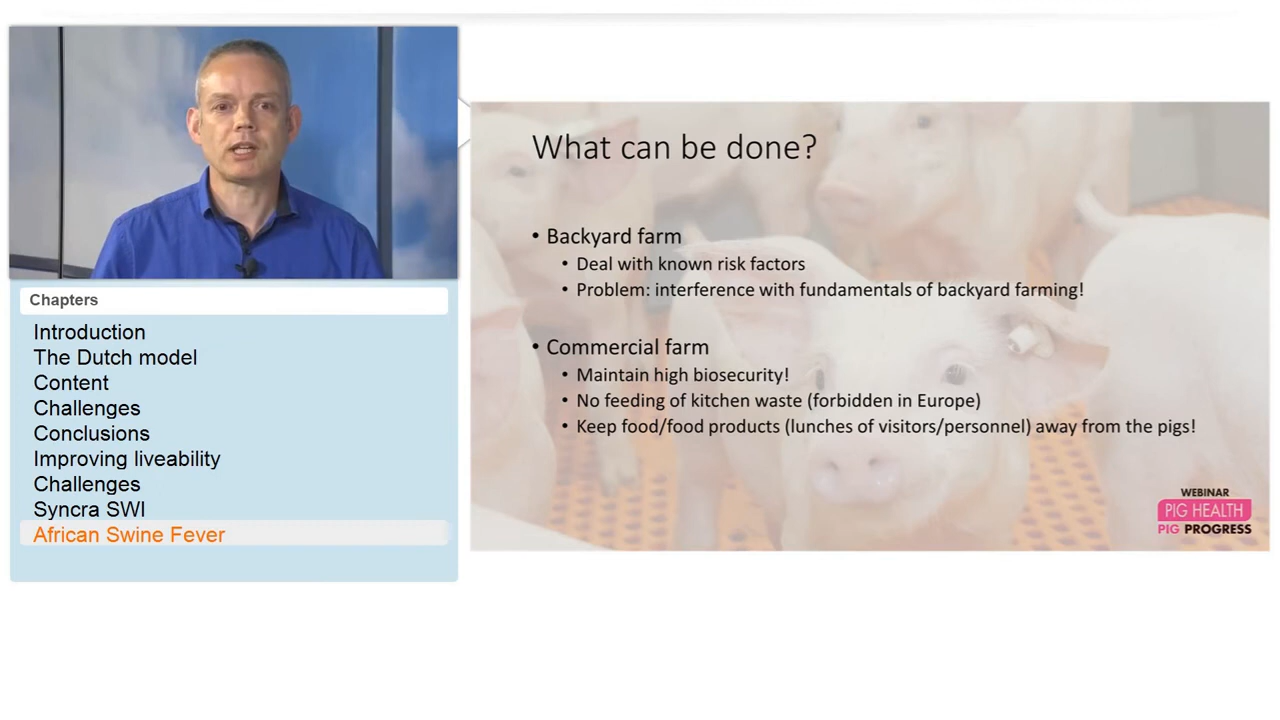 Chapters
Introduction
The Dutch model
Content
Challenges
Conclusions
Improving liveability
Challenges
Syncra SWI
African Swine Fever
What can be done?
• Backyard farm
• Deal with known risk factors
• Problem: interference with fundamentals of backyard farming!
• Commercial farm
• Maintain high biosecurity!
• No feeding of kitchen waste (forbidden in Europe)
• Keep food/food products (lunches of visitors/personnel) away from the pigs!
WEBINAR
PIG HEALTH
PIG PROGRESS